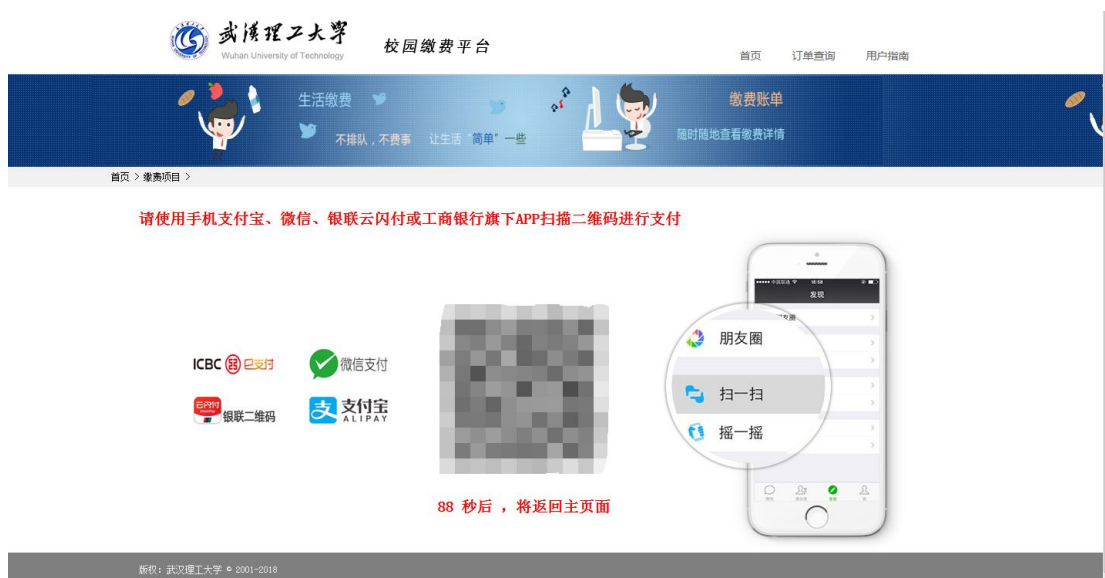 武汉理工大学
Wuhan University of Technology
校园缴费平台
首页 订单查询 用户指南
生活缴费
不排队，不费事 让生活“简单”一些
缴费账单
随时随地查看缴费详情
首页 > 缴费项目 >
请使用手机支付宝、微信、银联云闪付或工商银行旗下APP扫描二维码进行支付
中国联通
发现
朋友圈
扫一扫
摇一摇
ICBC e支付
微信支付
云闪付
银联二维码
支付宝
ALIPAY
88 秒后 ，将返回主页面
版权: 武汉理工大学 © 2001-2018